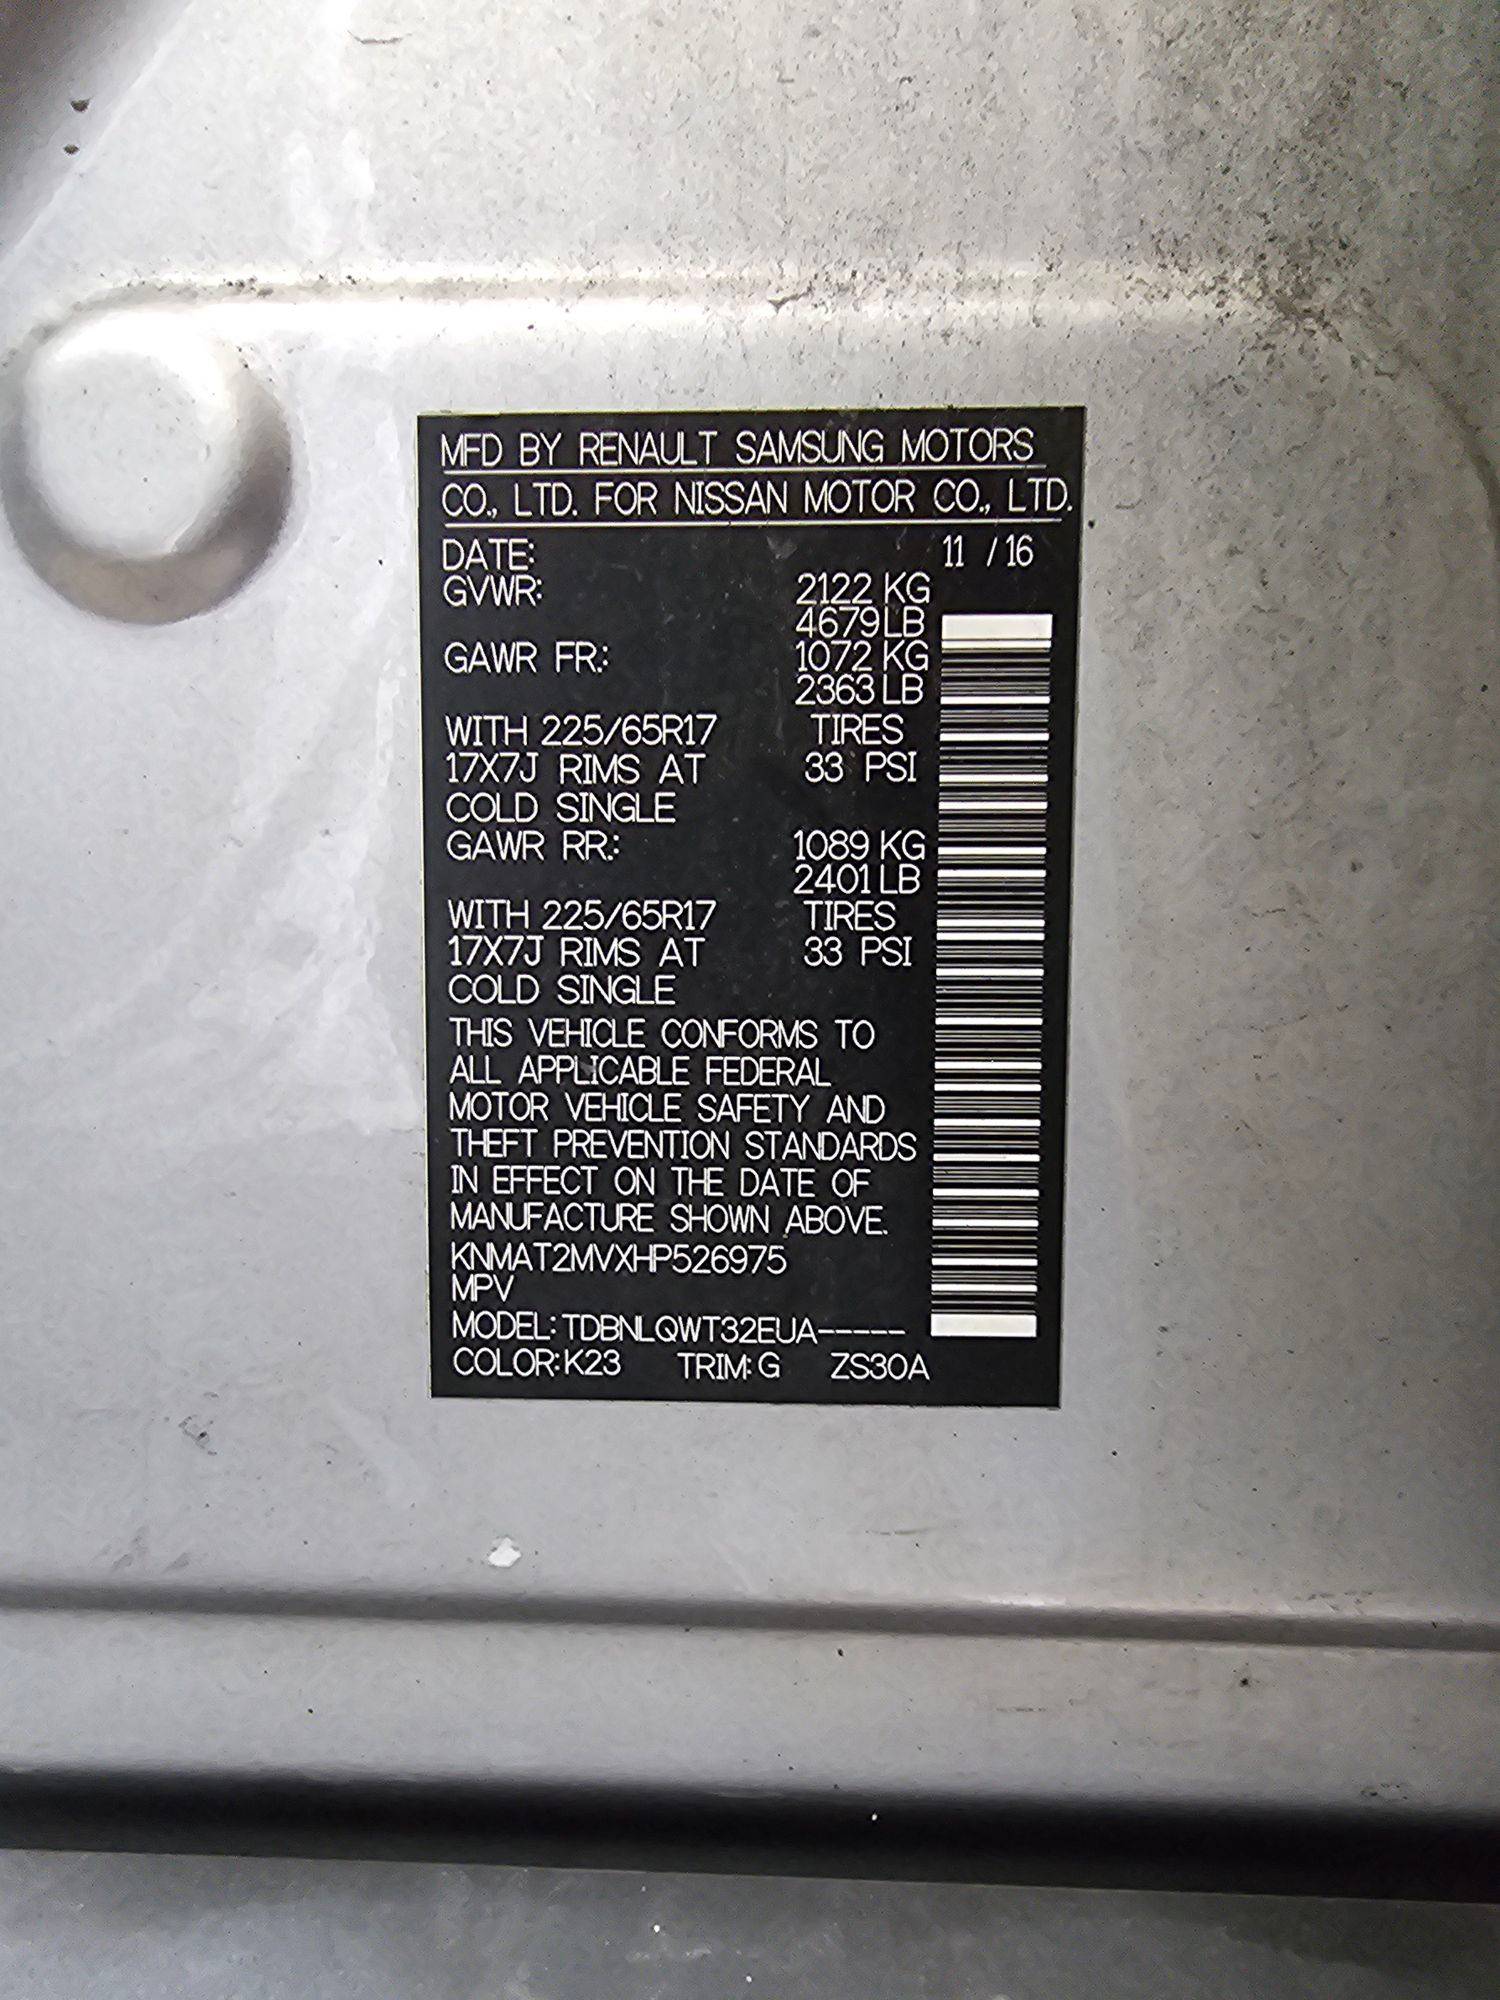 MFD BY RENAULT SAMSUNG MOTORS
CO., LTD. FOR NISSAN MOTOR CO., LTD.
DATE: 11 / 16
GVWR: 2122 KG
4679 LB
GAWR FR.: 1072 KG
2363 LB
WITH 225/65R17 TIRES
17X7J RIMS AT 33 PSI
COLD SINGLE
GAWR RR.: 1089 KG
2401 LB
WITH 225/65R17 TIRES
17X7J RIMS AT 33 PSI
COLD SINGLE
THIS VEHICLE CONFORMS TO
ALL APPLICABLE FEDERAL
MOTOR VEHICLE SAFETY AND
THEFT PREVENTION STANDARDS
IN EFFECT ON THE DATE OF
MANUFACTURE SHOWN ABOVE.
KNMAT2MVXHP526975
MPV
MODEL: TDBNLQWT32EUA-----
COLOR: K23 TRIM: G ZS30A